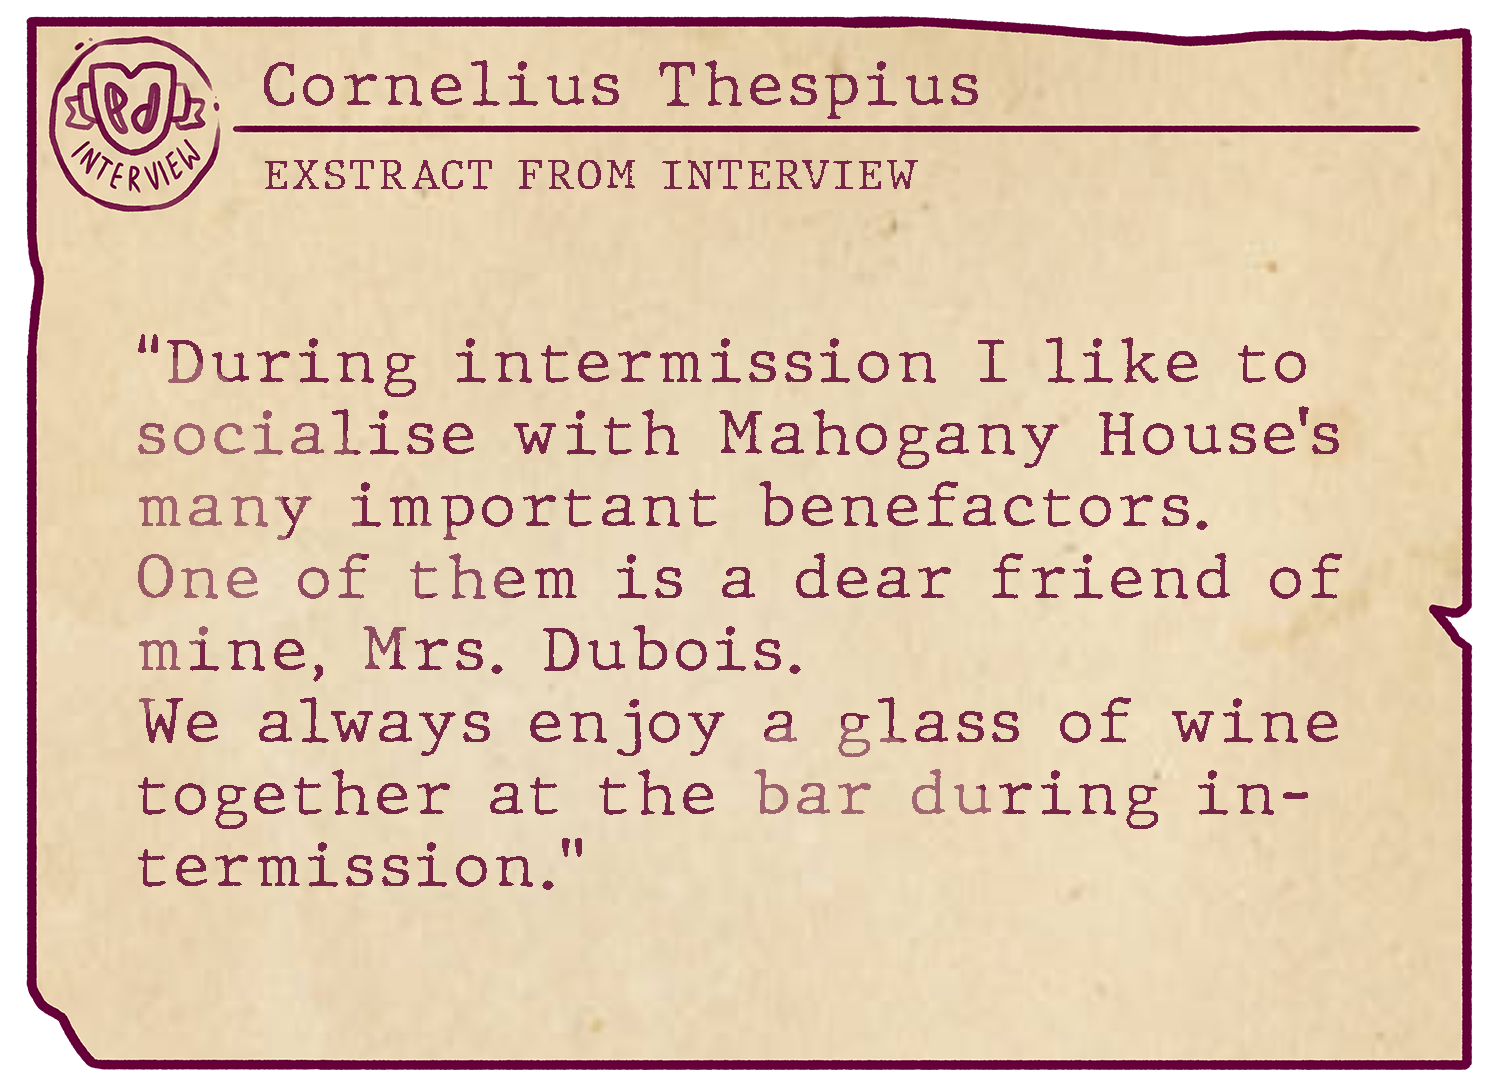 Cornelius Thespius
Pd
INTERVIEW
EXSTRACT FROM INTERVIEW
"During intermission I like to
socialise with Mahogany House's
many important benefactors.
One of them is a dear friend of
mine, Mrs. Dubois.
We always enjoy a glass of wine
together at the bar during in-
termission."